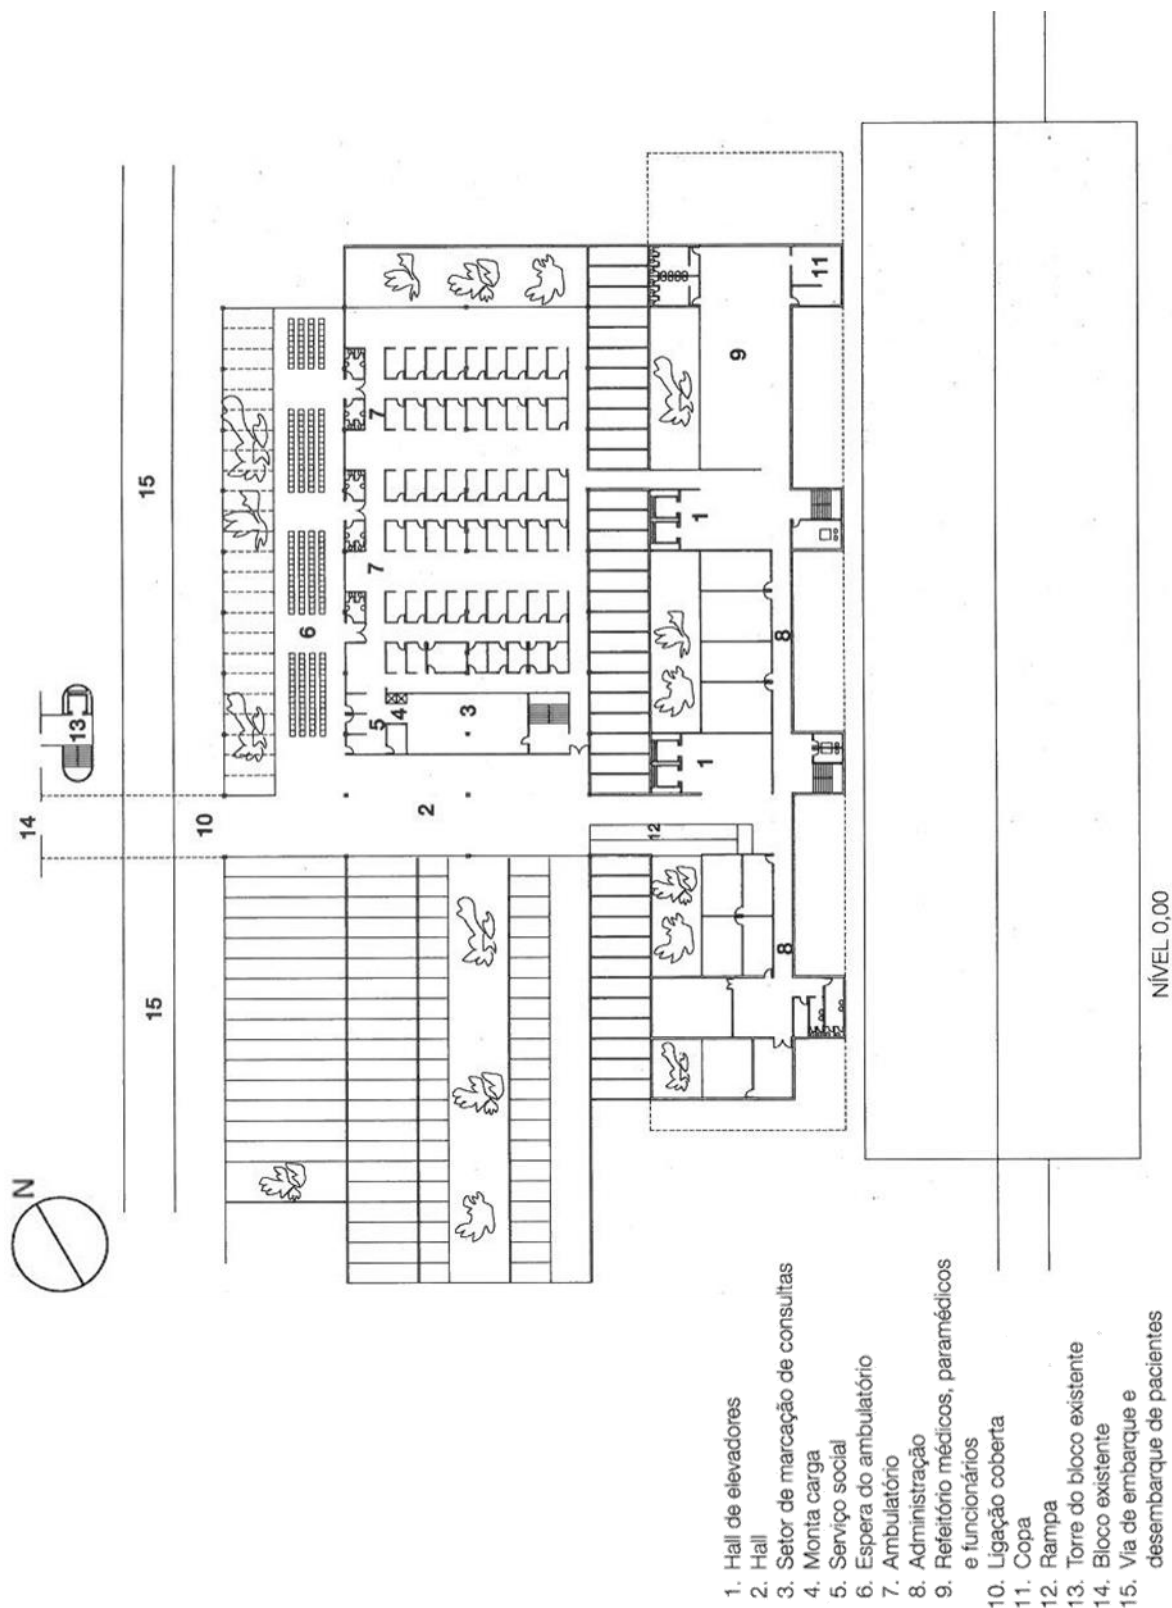 N
14
13
15
15
10
6
5
7
7
4
2
3
12
1
1
9
8
8
11
1. Hall de elevadores
2. Hall
3. Setor de marcação de consultas
4. Monta carga
5. Serviço social
6. Espera do ambulatório
7. Ambulatório
8. Administração
9. Refeitório médicos, paramédicos
e funcionários
10. Ligação coberta
11. Copa
12. Rampa
13. Torre do bloco existente
14. Bloco existente
15. Via de embarque e
desembarque de pacientes
NÍVEL 0,00